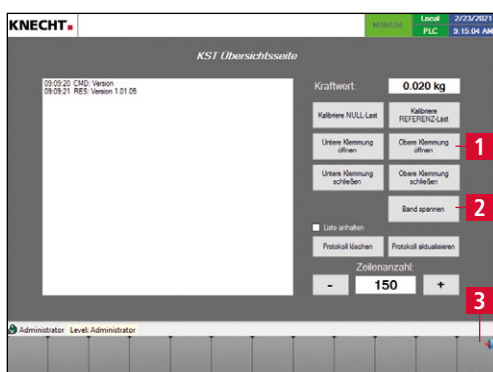 KNECHT
MANUAL
Local
PLC
2/23/2021
9:15:04 AM
KST Übersichtsseite
09:09:20 CMD: Version
09:09:21 RES: Version 1.01.05
Kraftwert:
0.020 kg
Kalibriere NULL-Last
Kalibriere
REFERENZ-Last
Untere Klemmung
öffnen
Obere Klemmung
öffnen
1
Untere Klemmung
schließen
Obere Klemmung
schließen
Band spannen
2
Liste anhalten
Protokoll löschen
Protokoll aktualisieren
Zeilenanzahl:
-
150
+
3
Administrator Level: Administrator